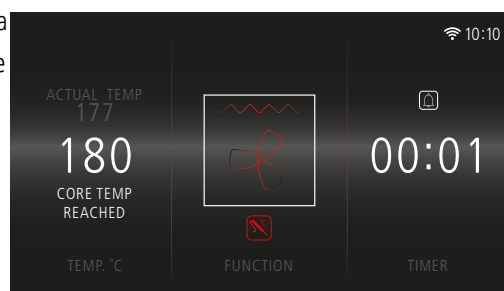 a
e
10:10
ACTUAL TEMP
177
180
CORE TEMP
REACHED
00:01
TEMP. °C
FUNCTION
TIMER